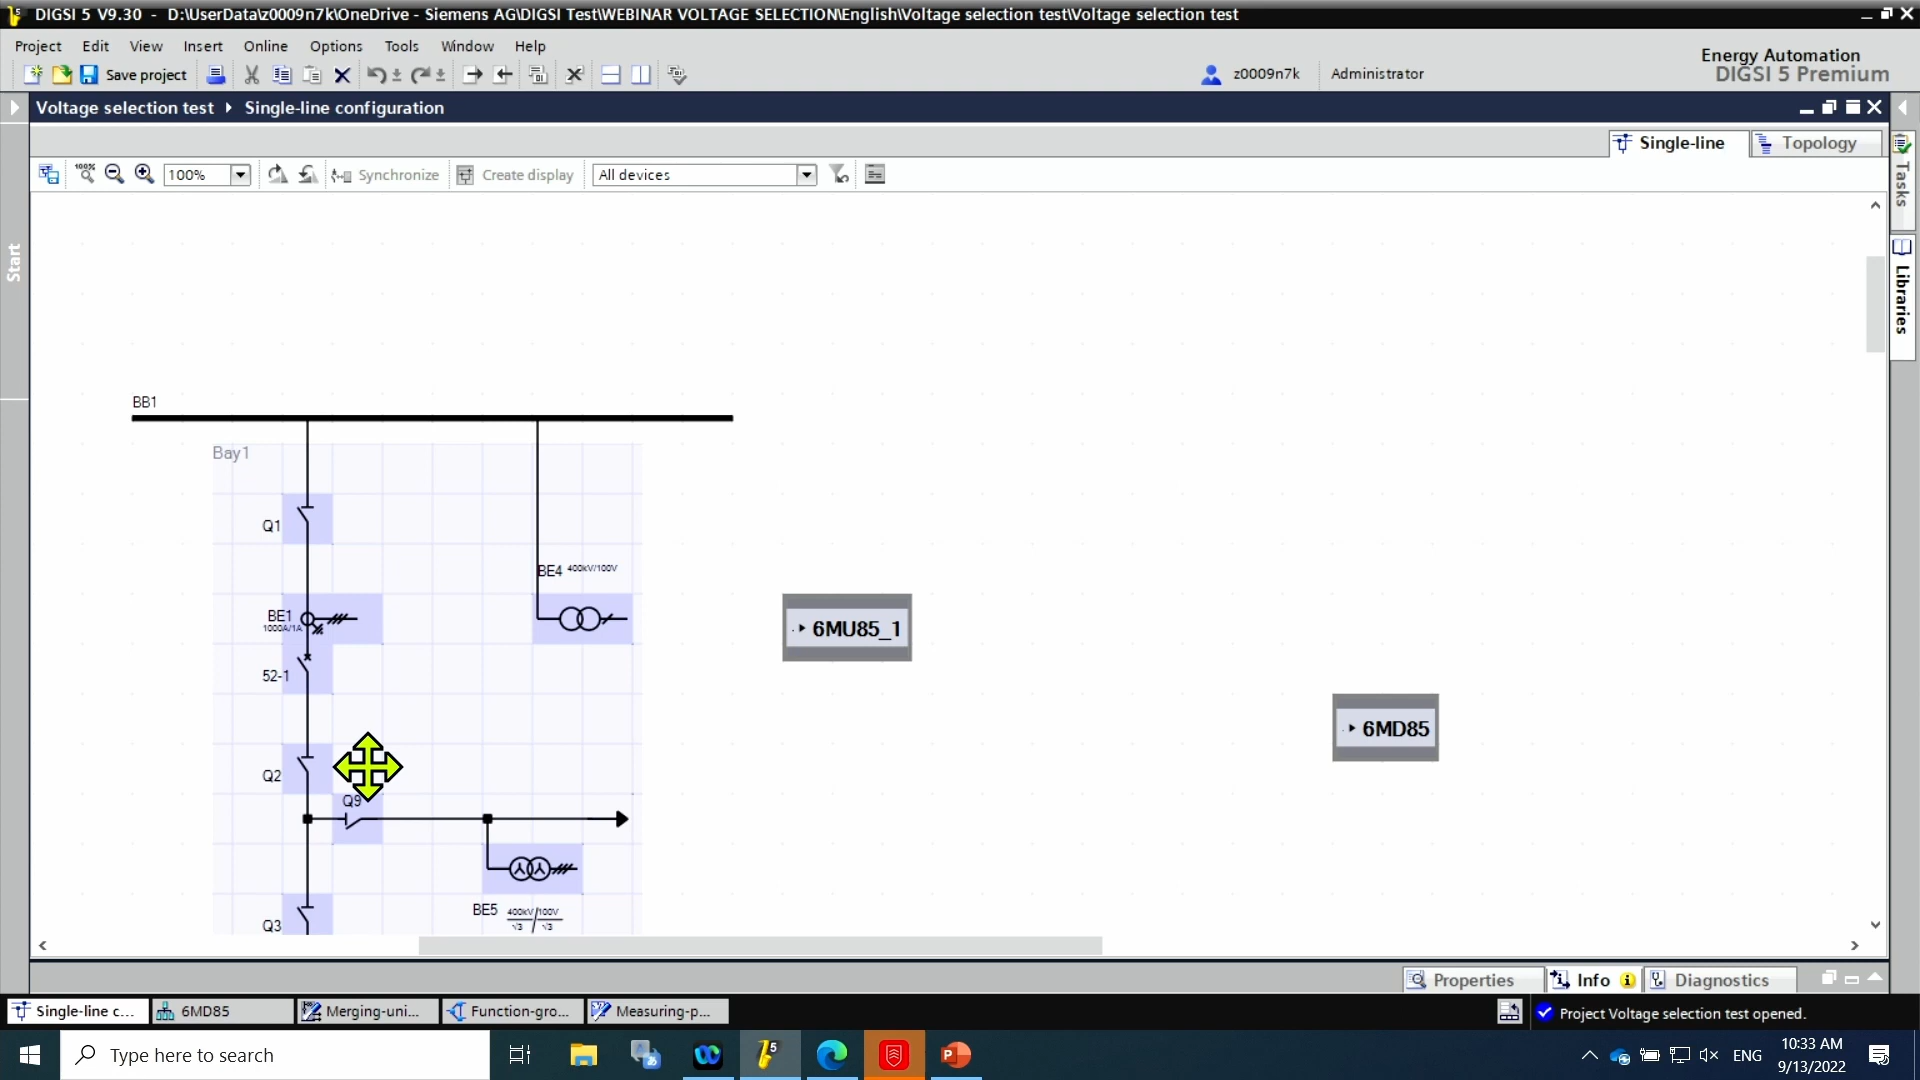 DIGSI 5 V9.30 - D:\UserData\z0009n7k\OneDrive - Siemens AG\DIGSI Test\WEBINAR VOLTAGE SELECTION\English\Voltage selection test\Voltage selection test
Project Edit View Insert Online Options Tools Window Help
Energy Automation
DIGSI 5 Premium
Save project
z0009n7k Administrator
Voltage selection test Single-line configuration
Single-line Topology
100%
100% Synchronize Create display All devices
Tasks
Libraries
Start
BB1
Bay1
Q1
BE4 400kV/100V
BE1
1000A/1A
6MU85_1
52-1
6MD85
Q2
Q9
BE5 400kV/100V
√3 √3
Q3
Properties Info Diagnostics
Single-line c... 6MD85 Merging-uni... Function-gro... Measuring-p...
Project Voltage selection test opened.
Type here to search
ENG
10:33 AM
9/13/2022